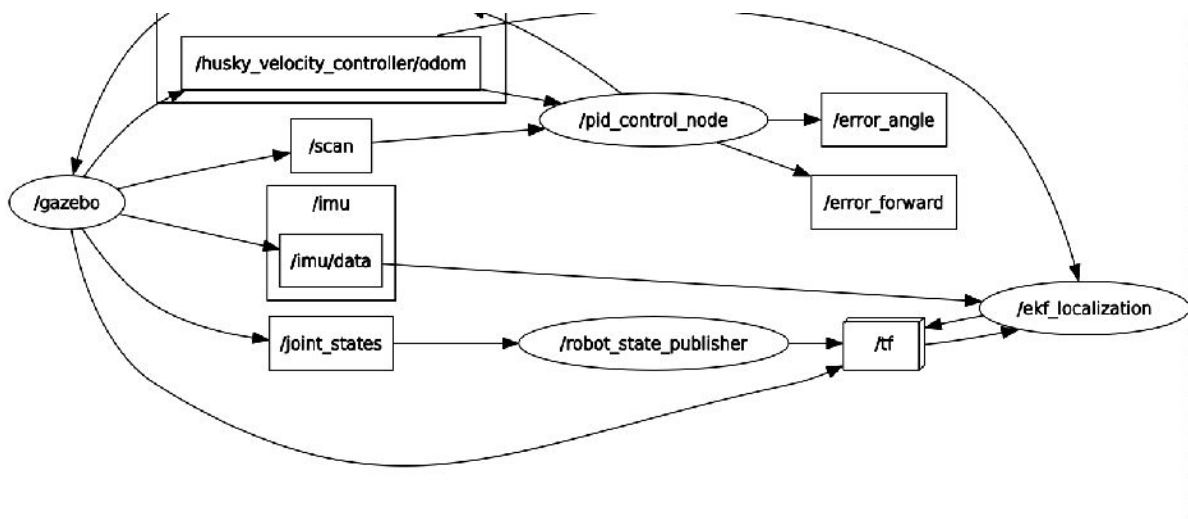 /husky_velocity_controller/odom
/pid_control_node
/error_angle
/scan
/gazebo
/imu
/error_forward
/imu/data
/ekf_localization
/joint_states
/robot_state_publisher
/tf